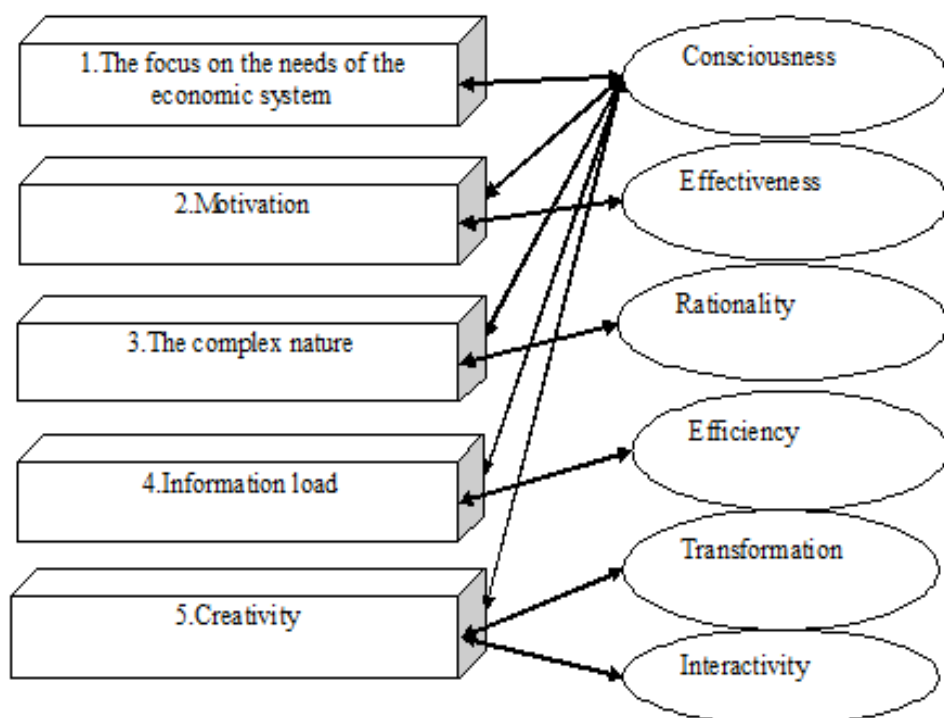 1.The focus on the needs of the
economic system
Consciousness
2.Motivation
Effectiveness
3.The complex nature
Rationality
4.Information load
Efficiency
5.Creativity
Transformation
Interactivity